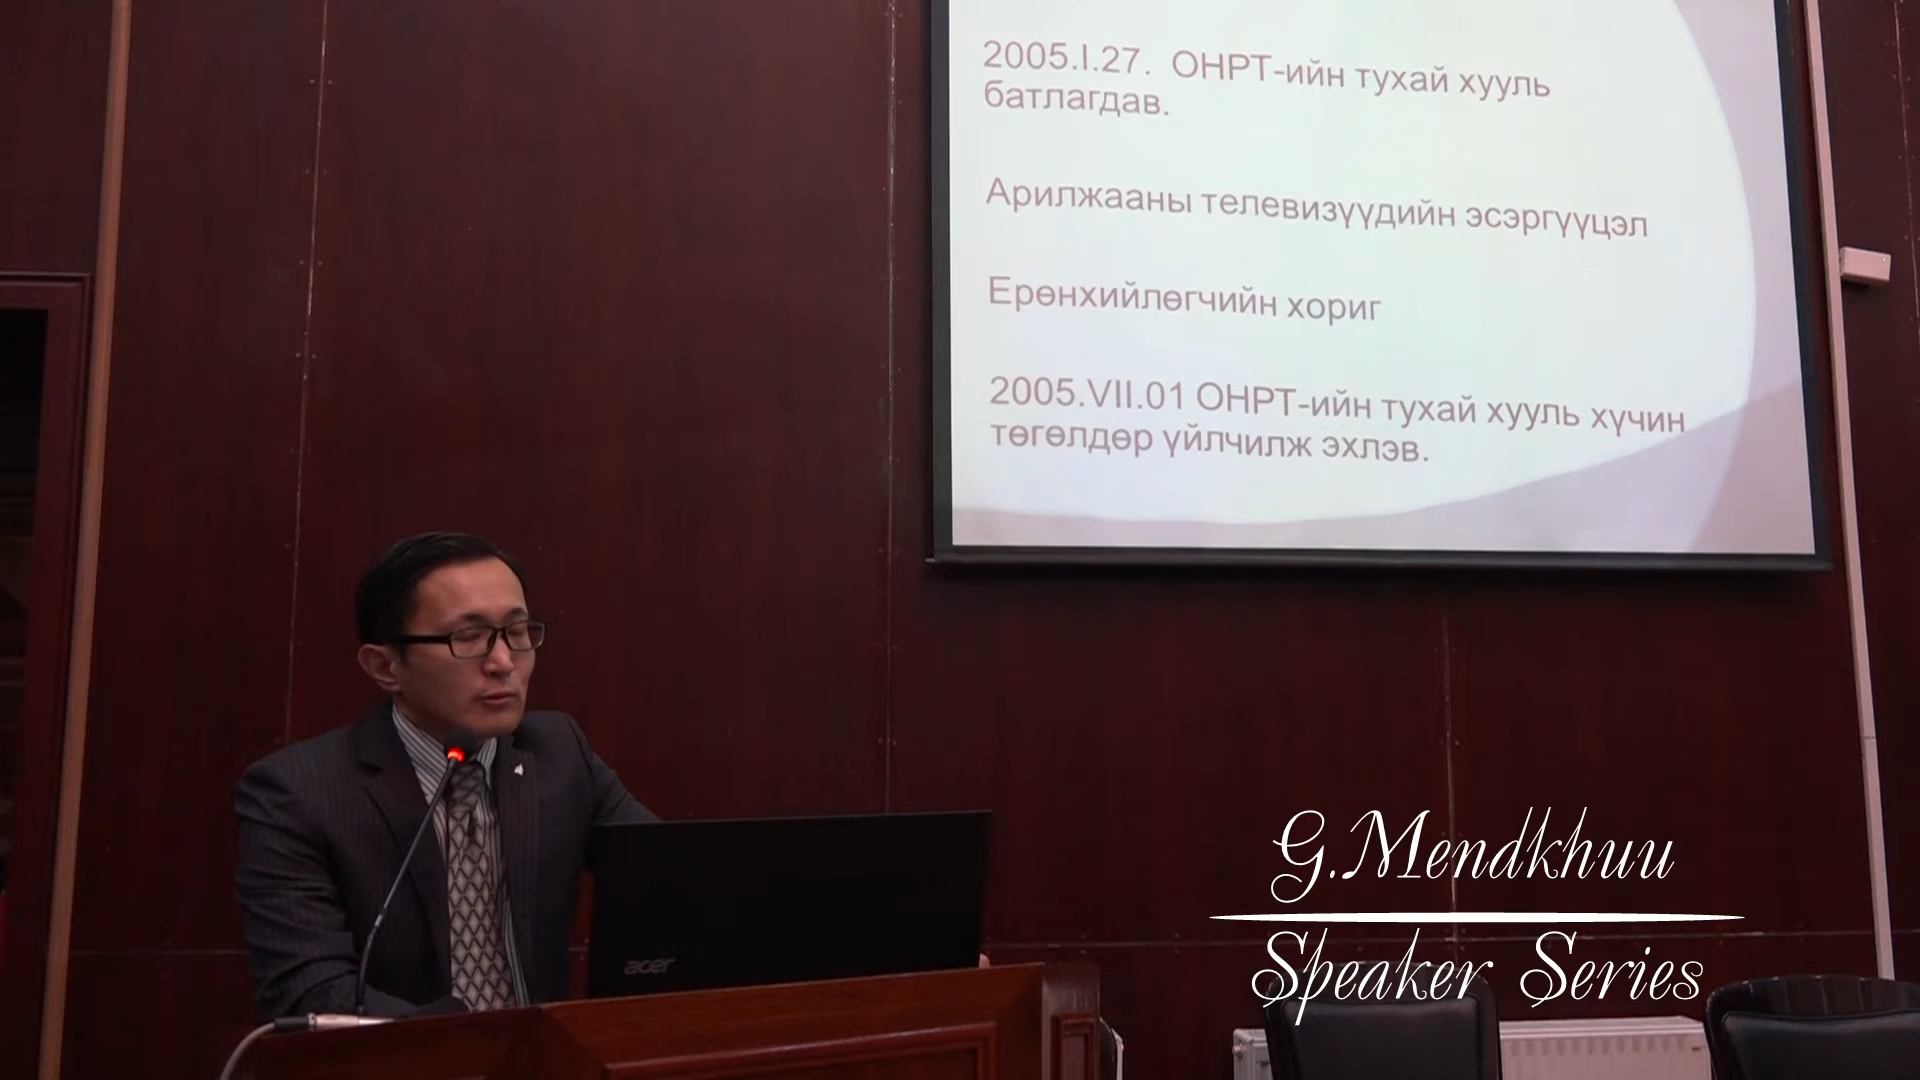 2005.I.27. ОНРТ-ийн тухай хууль
батлагдав.
Арилжааны телевизүүдийн эсэргүүцэл
Ерөнхийлөгчийн хориг
2005.VII.01 ОНРТ-ийн тухай хууль хүчин
төгөлдөр үйлчилж эхлэв.
acer
G.Mendkhuu
Speaker Series